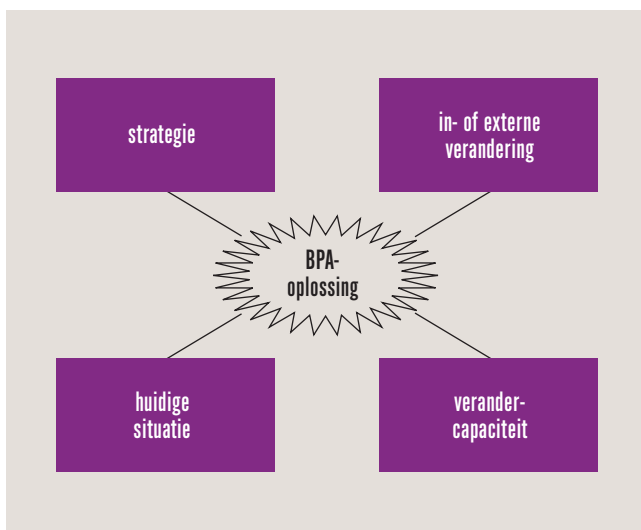 strategie
in- of externe
verandering
BPA-
oplossing
huidige
situatie
verander-
capaciteit